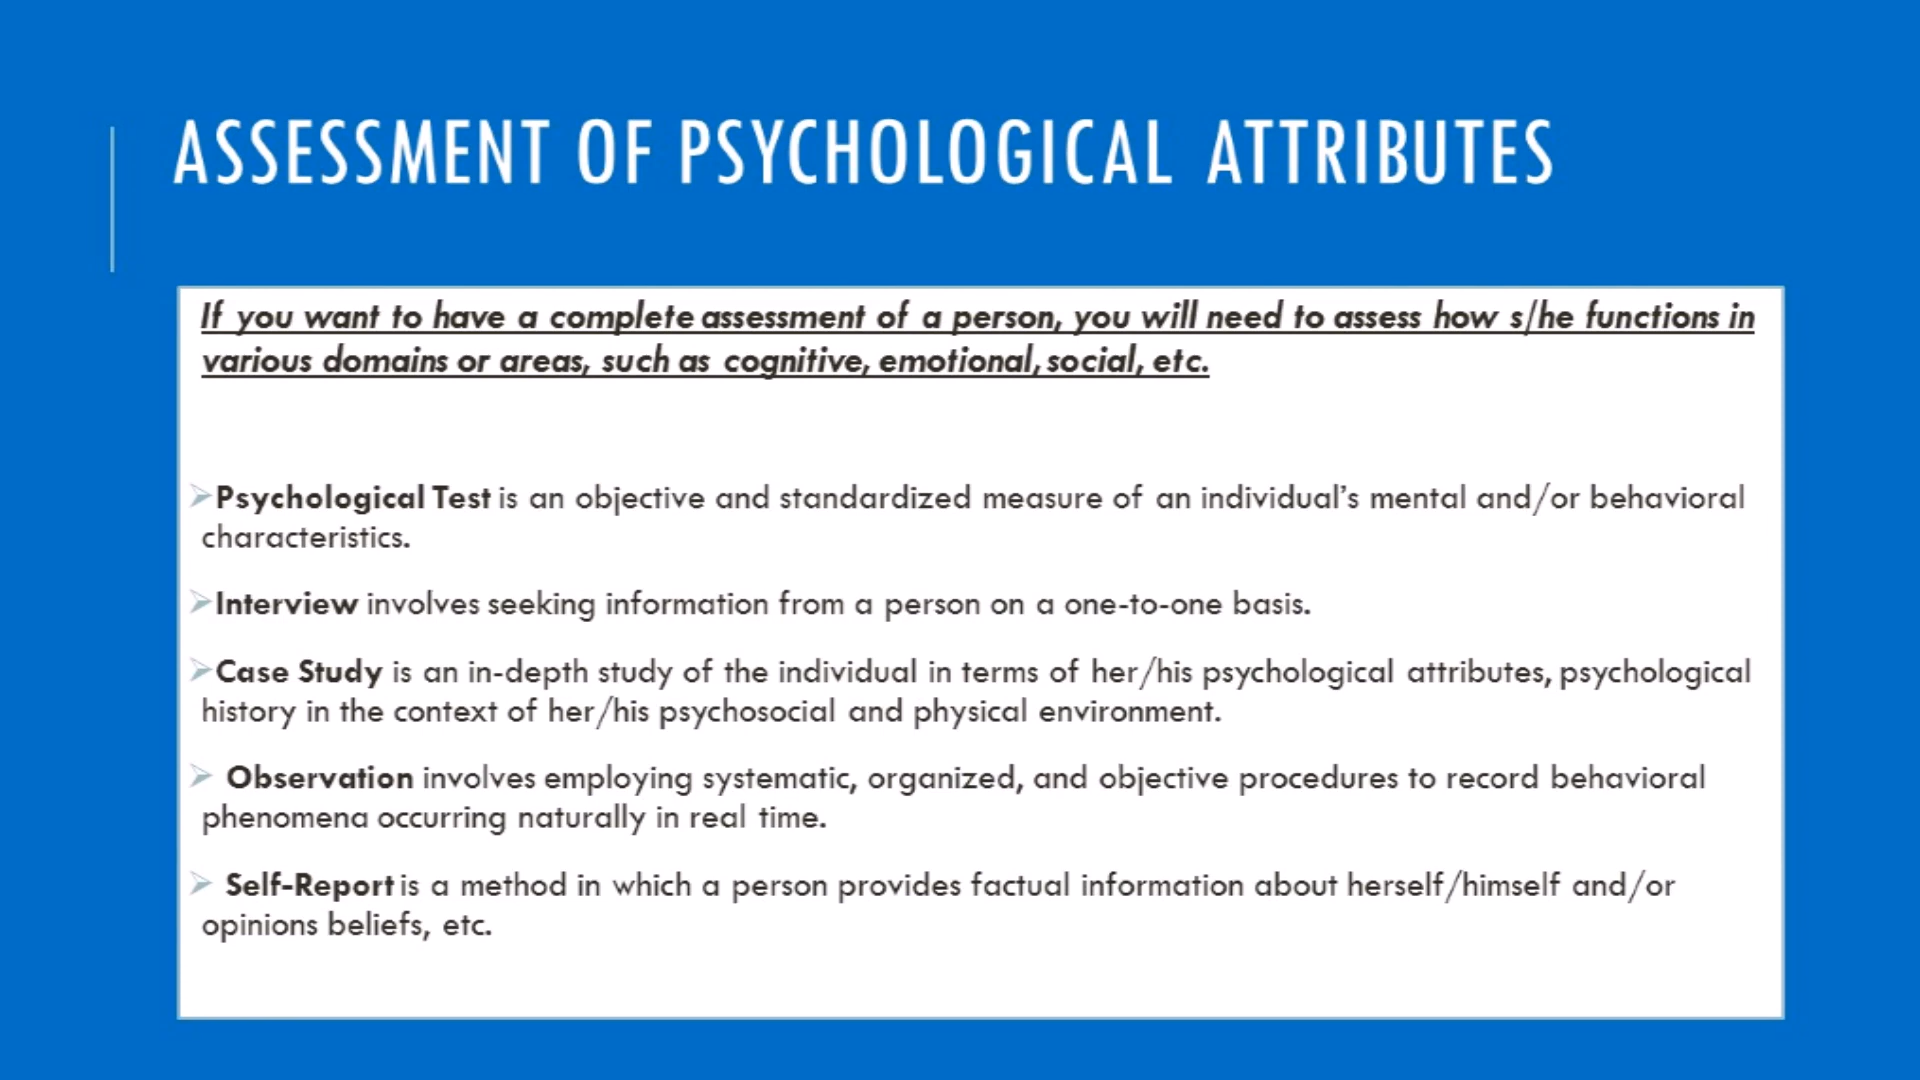 ASSESSMENT OF PSYCHOLOGICAL ATTRIBUTES
If you want to have a complete assessment of a person, you will need to assess how s/he functions in
various domains or areas, such as cognitive, emotional, social, etc.
➢Psychological Test is an objective and standardized measure of an individual’s mental and/or behavioral
characteristics.
➢Interview involves seeking information from a person on a one-to-one basis.
➢Case Study is an in-depth study of the individual in terms of her/his psychological attributes, psychological
history in the context of her/his psychosocial and physical environment.
➢ Observation involves employing systematic, organized, and objective procedures to record behavioral
phenomena occurring naturally in real time.
➢ Self-Report is a method in which a person provides factual information about herself/himself and/or
opinions beliefs, etc.